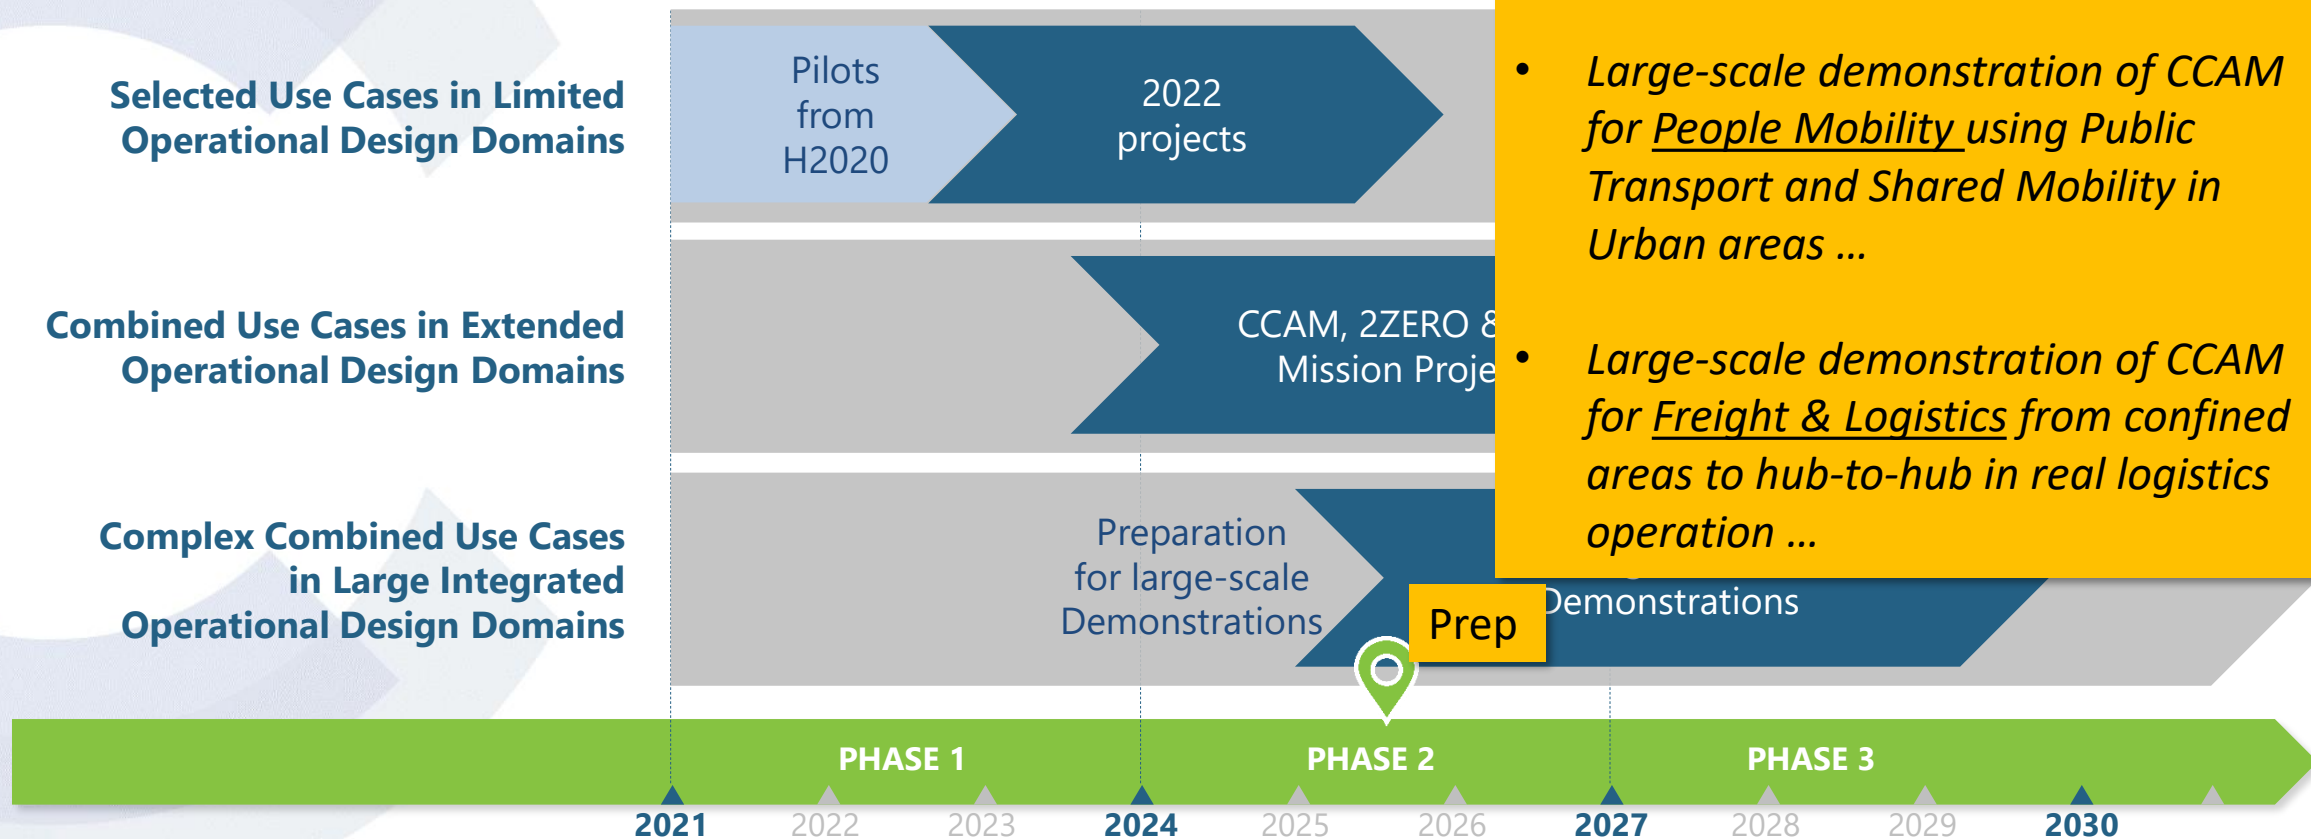 Selected Use Cases in Limited
Operational Design Domains
Pilots
from
H2020
2022
projects
• Large-scale demonstration of CCAM
for People Mobility using Public
Transport and Shared Mobility in
Urban areas …
• Large-scale demonstration of CCAM
for Freight & Logistics from confined
areas to hub-to-hub in real logistics
operation …
Combined Use Cases in Extended
Operational Design Domains
CCAM, 2ZERO &
Mission
Complex Combined Use Cases
in Large Integrated
Operational Design Domains
Preparation
for large-scale
Demonstrations
Prep
Demonstrations
PHASE 1
PHASE 2
PHASE 3
2021
2022
2023
2024
2025
2026
2027
2028
2029
2030